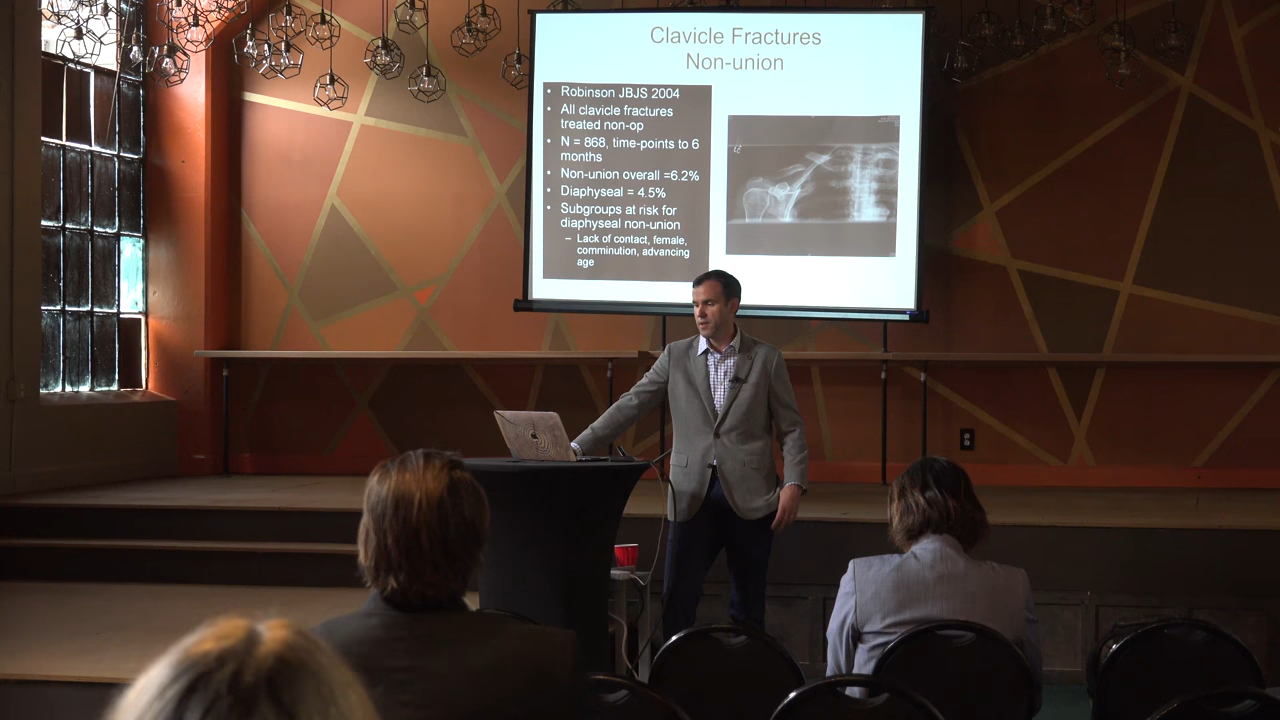 Clavicle Fractures
Non-union
• Robinson JBJS 2004
• All clavicle fractures
treated non-op
• N = 868, time-points to 6
months
• Non-union overall =6.2%
• Diaphyseal = 4.5%
• Subgroups at risk for
diaphyseal non-union
– Lack of contact, female,
comminution, advancing
age